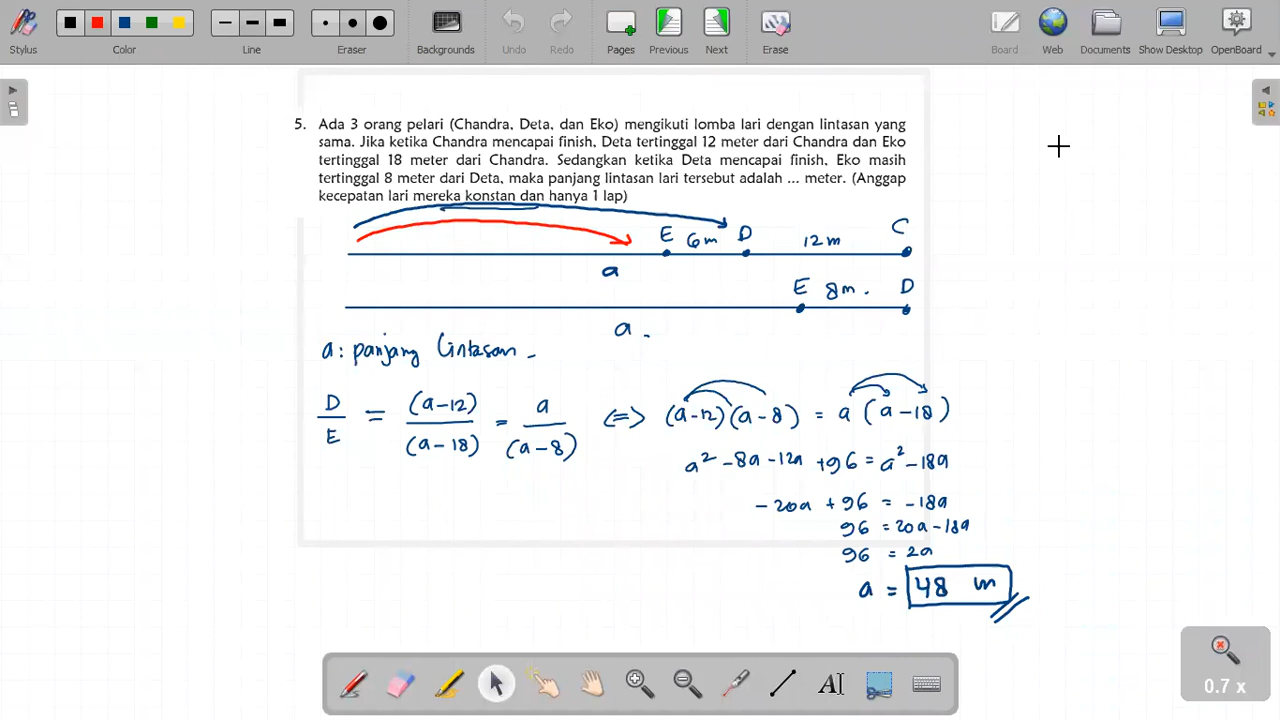 Stylus
Color
Line
Eraser
Backgrounds
Undo
Redo
Pages
Previous
Next
Erase
Board
Web
Documents
Show Desktop
OpenBoard
5. Ada 3 orang pelari (Chandra, Deta, dan Eko) mengikuti lomba lari dengan lintasan yang
sama. Jika ketika Chandra mencapai finish, Deta tertinggal 12 meter dari Chandra dan Eko
tertinggal 18 meter dari Chandra. Sedangkan ketika Deta mencapai finish, Eko masih
tertinggal 8 meter dari Deta, maka panjang lintasan lari tersebut adalah ... meter. (Anggap
kecepatan lari mereka konstan dan hanya 1 lap)
E 6m D 12m C
a
E 8m. D
a.
a: panjang lintasan -
D/E = (a-12)/(a-18) = a/(a-8) <=> (a-12)(a-8) = a(a-18)
a² -8a -12a +96 = a² -18a
-20a + 96 = -18a
96 = 20a - 18a
96 = 2a
a = 48 m
0.7 x